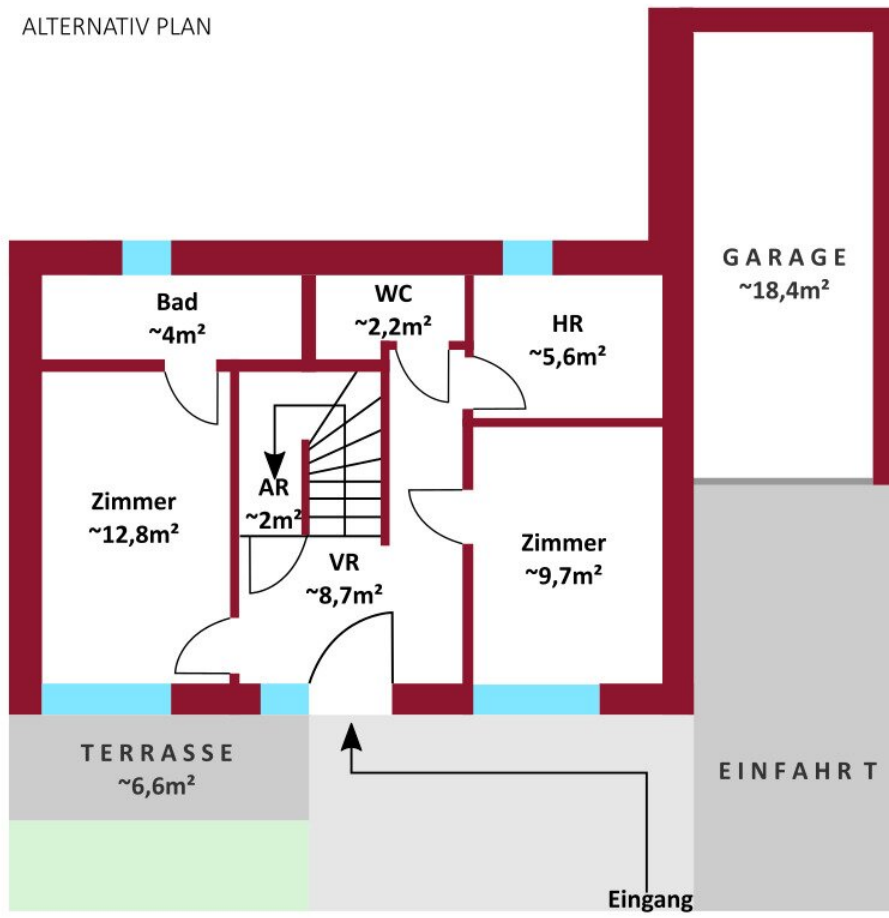 ALTERNATIV PLAN
GARAGE
~18,4m²
Bad
~4m²
WC
~2,2m²
HR
~5,6m²
Zimmer
~12,8m²
AR
~2m²
VR
~8,7m²
Zimmer
~9,7m²
TERRASSE
~6,6m²
EINFAHRT
Eingang